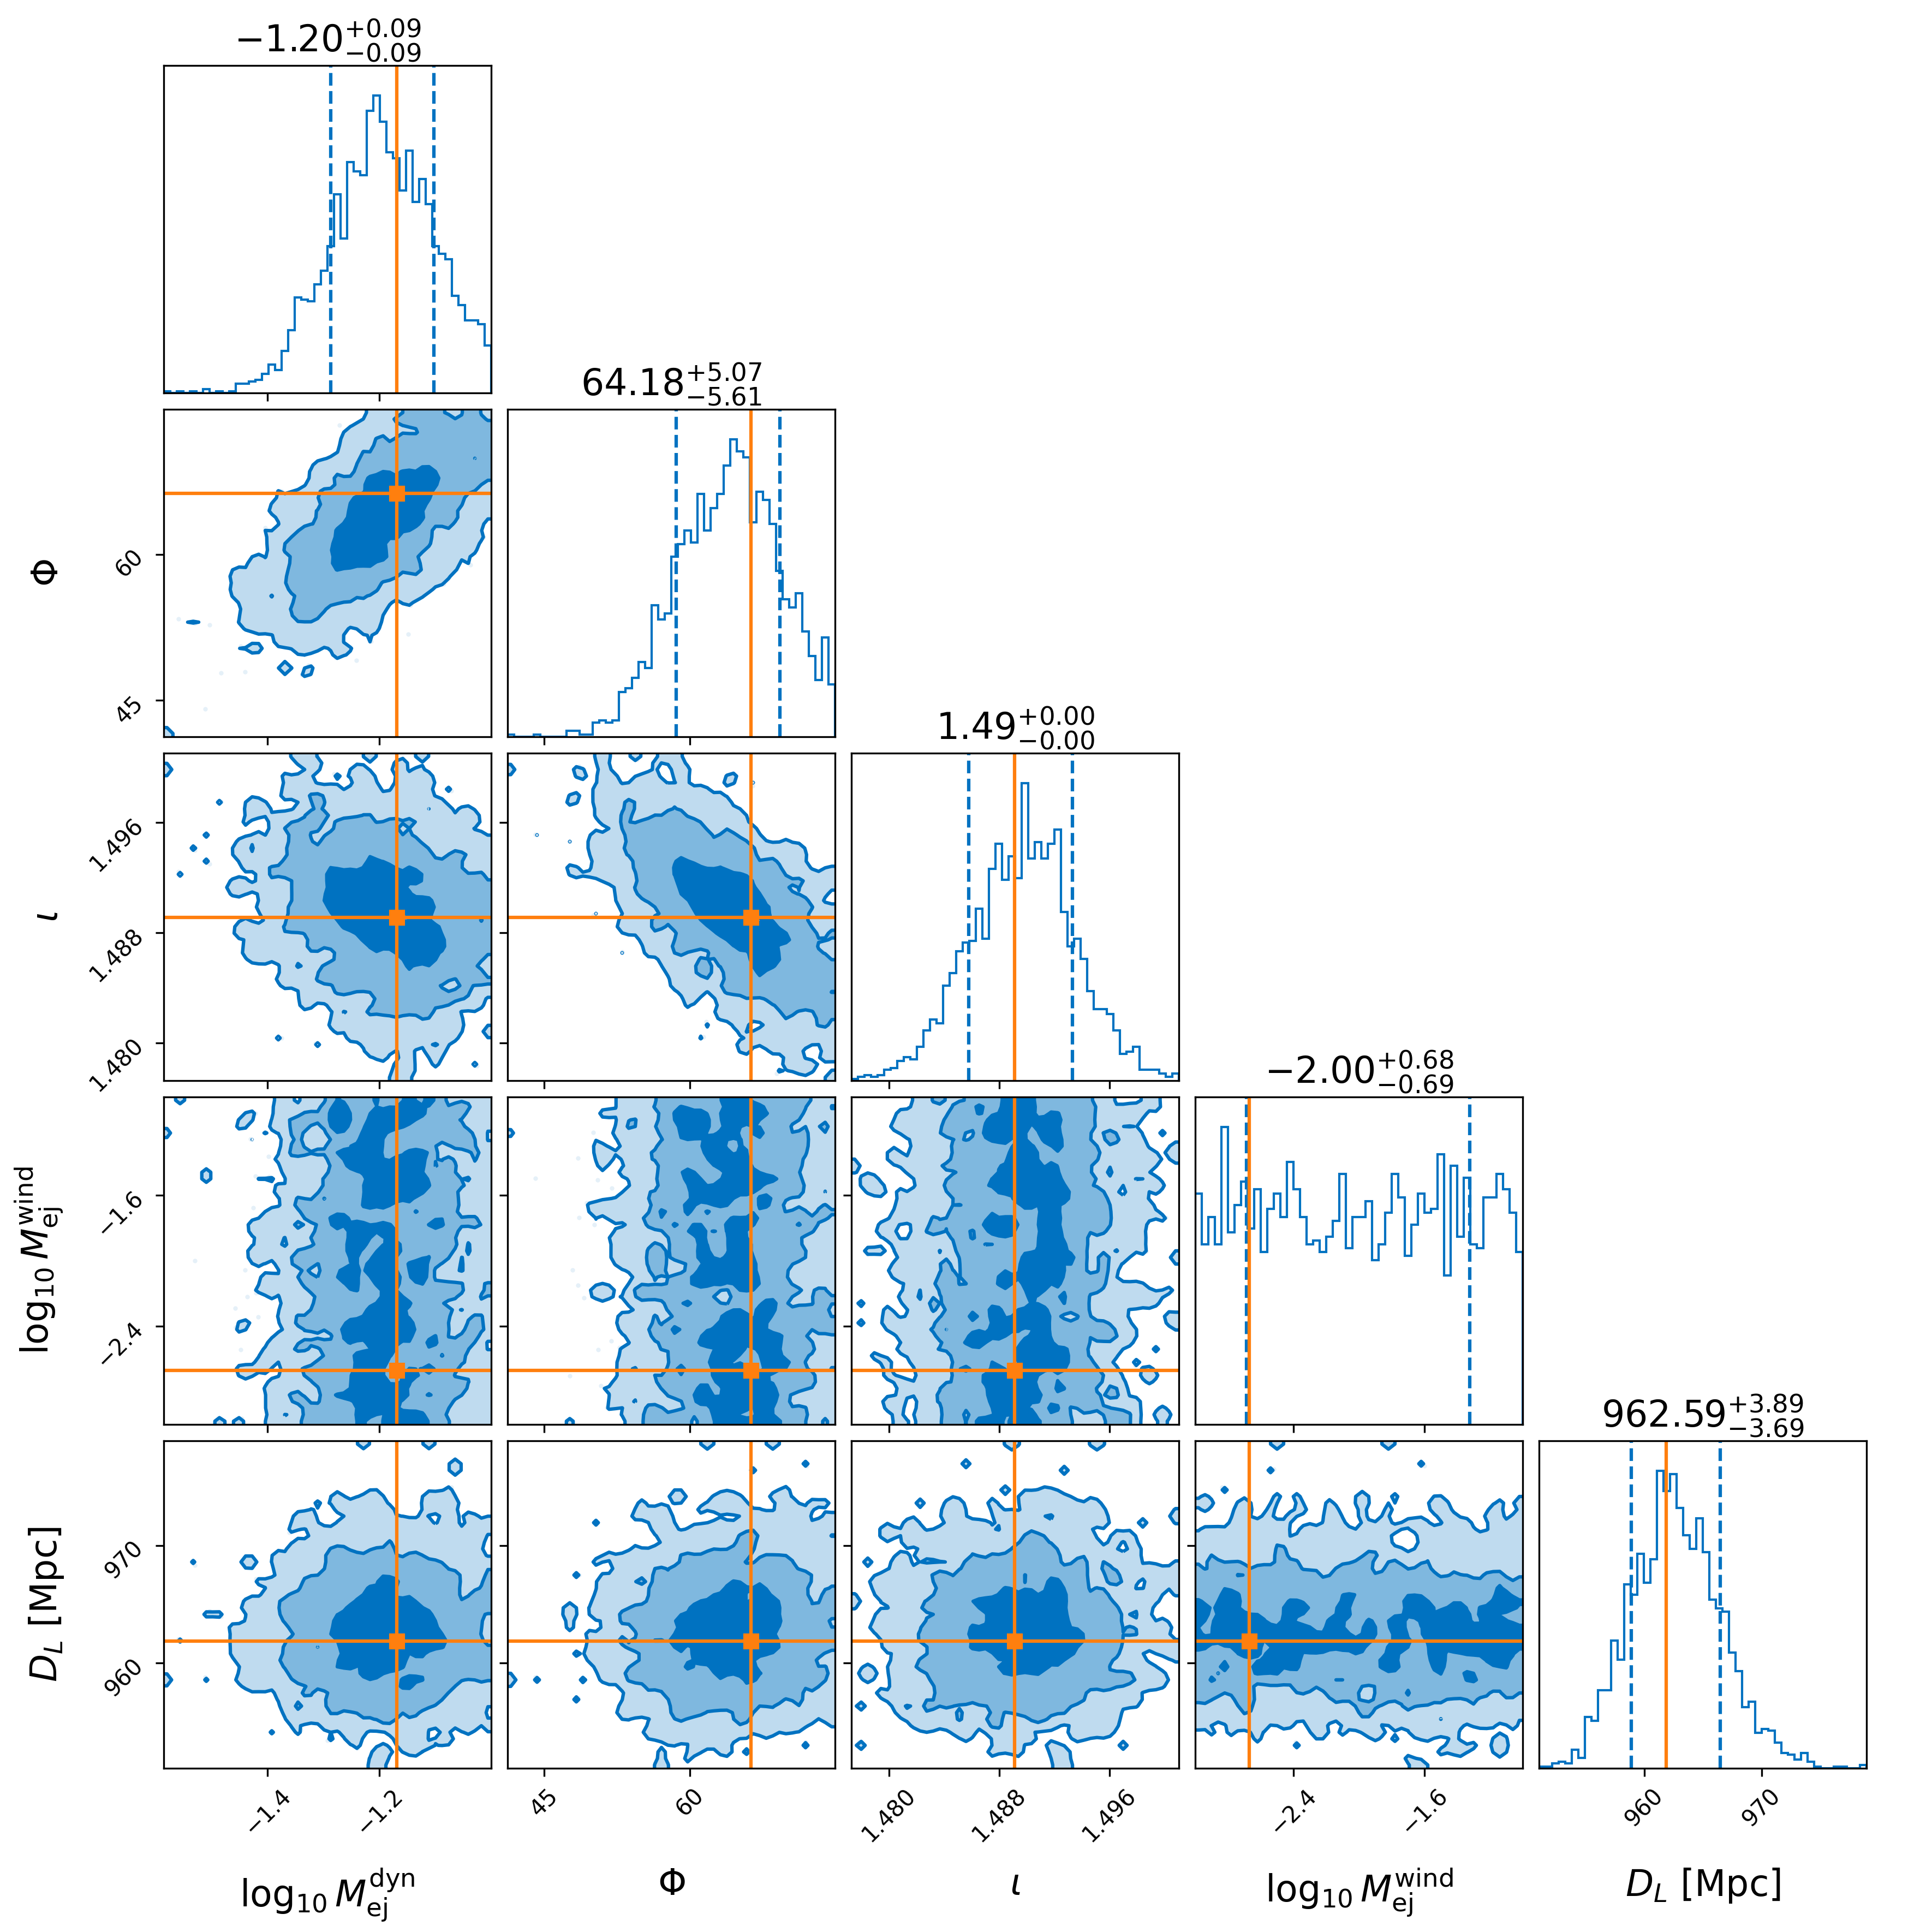 −1.20+0.09−0.09
64.18+5.07−5.61
Φ
60
45
1.49+0.00−0.00
ι
1.496
1.488
1.480
−2.00+0.68−0.69
log10 Mejwind
−1.6
−2.4
962.59+3.89−3.69
DL [Mpc]
970
960
−1.4 −1.2 45 60 1.480 1.488 1.496 −2.4 −1.6 960 970
log10 Mejdyn Φ ι log10 Mejwind DL [Mpc]